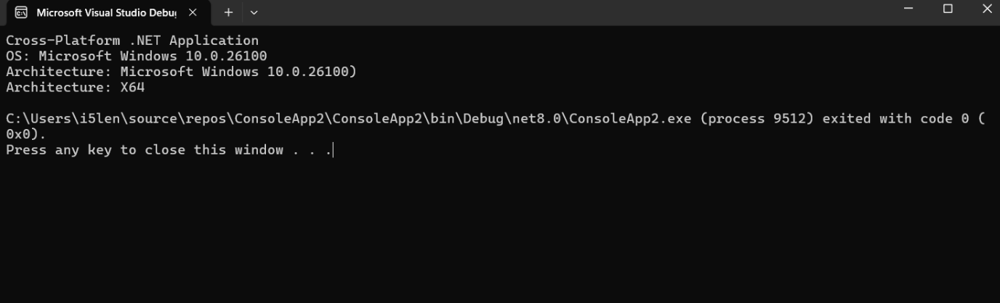 Microsoft Visual Studio Debug
Cross-Platform .NET Application
OS: Microsoft Windows 10.0.26100
Architecture: Microsoft Windows 10.0.26100)
Architecture: X64
C:\Users\i5len\source\repos\ConsoleApp2\ConsoleApp2\bin\Debug\net8.0\ConsoleApp2.exe (process 9512) exited with code 0 (
0x0).
Press any key to close this window . . .